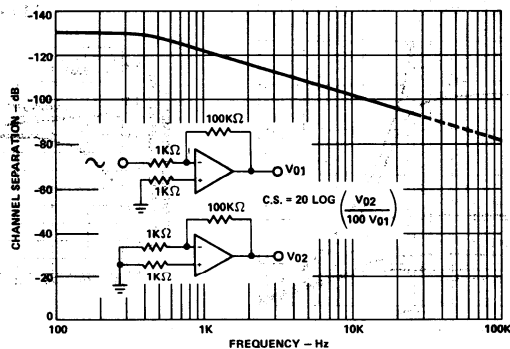 -140
-120
-100
-80
-60
-40
-20
0
CHANNEL SEPARATION – dB
100KΩ
1KΩ
V01
1KΩ
C.S. = 20 LOG (V02 / 100 V01)
100KΩ
1KΩ
V02
1KΩ
100
1K
10K
100K
FREQUENCY – Hz